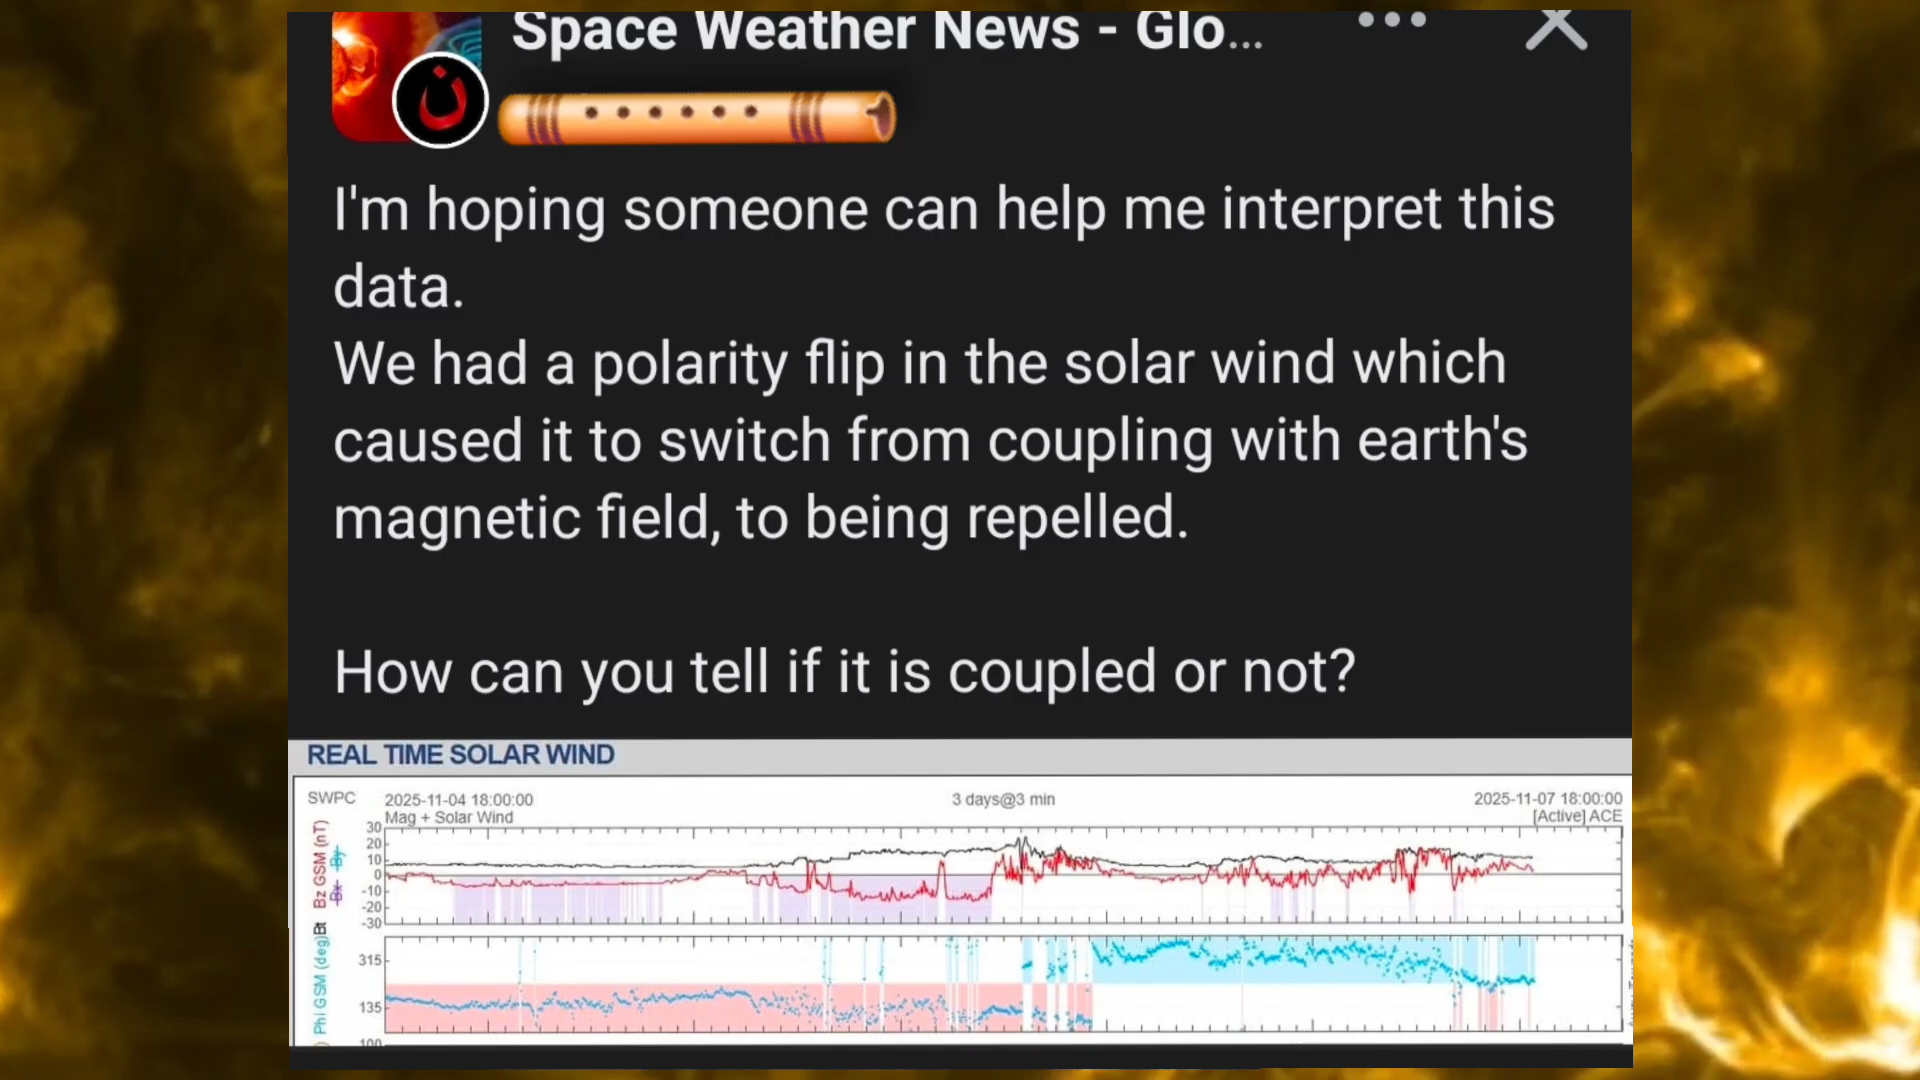 Space Weather News - Glo...
ن
I'm hoping someone can help me interpret this
data.
We had a polarity flip in the solar wind which
caused it to switch from coupling with earth's
magnetic field, to being repelled.
How can you tell if it is coupled or not?
REAL TIME SOLAR WIND
SWPC
2025-11-04 18:00:00
3 days@3 min
2025-11-07 18:00:00
Mag + Solar Wind
[Active] ACE
30
20
10
0
-10
-20
-30
Bt Bz GSM (nT)
Bx By
315
135
Phi GSM (deg)
100